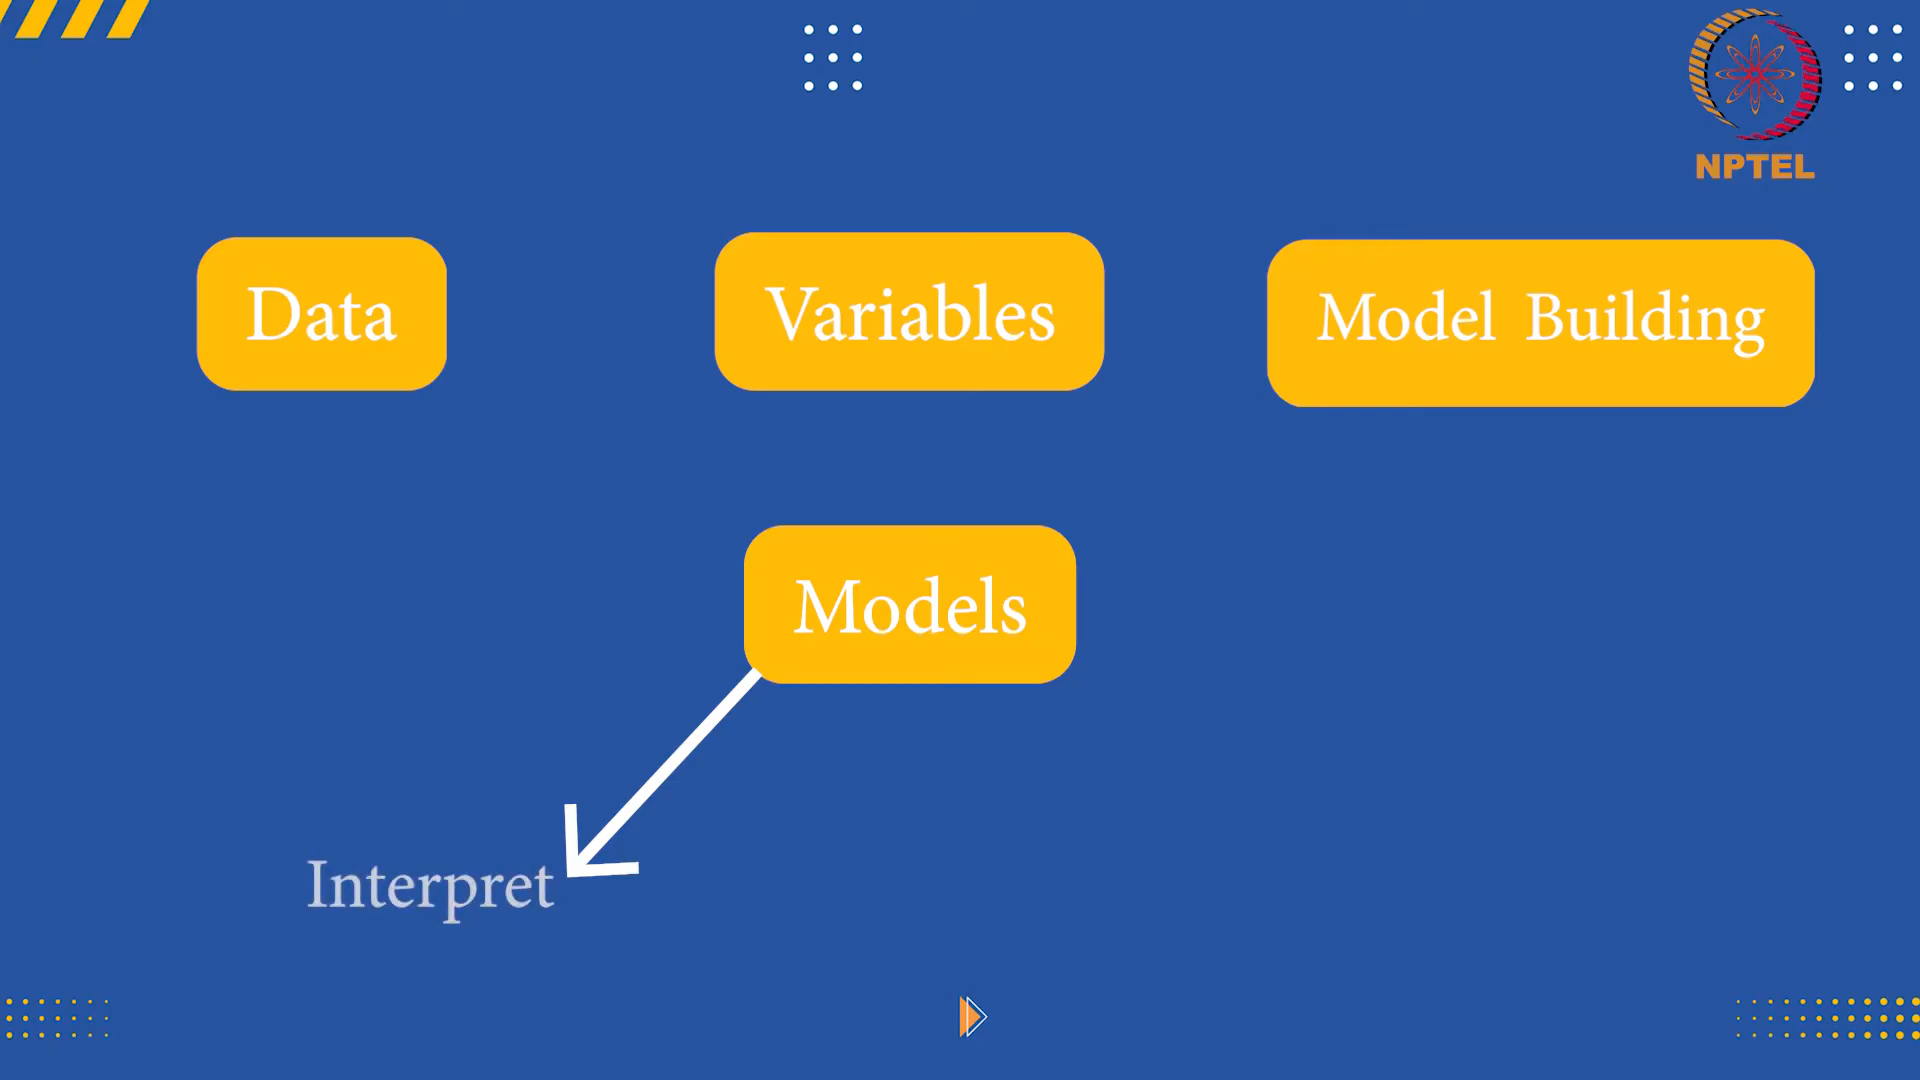 NPTEL
Data
Variables
Model Building
Models
Interpret